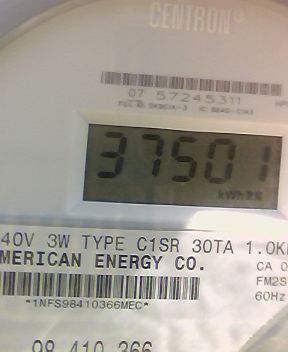 CENTRON®
07 57245311
37501
kWh
40V 3W TYPE C1SR 30TA 1.0K
MERICAN ENERGY CO.
CA 0
FM2S
*1NFS98410366MEC*
60Hz
98 410 366